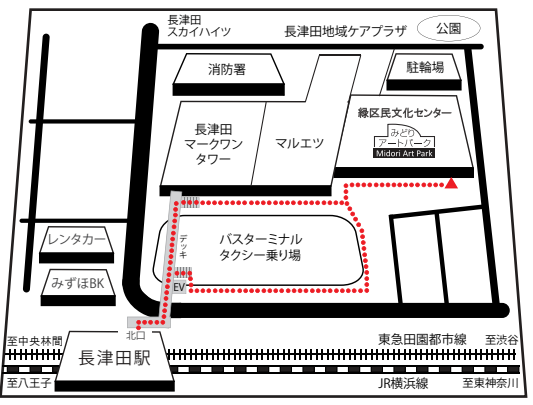 長津田
スカイハイツ
長津田地域ケアプラザ
公園
消防署
駐輪場
長津田
マークワン
タワー
マルエツ
緑区民文化センター
みどり
アートパーク
Midori Art Park
デッキ
バスターミナル
タクシー乗り場
レンタカー
みずほBK
EV
北口
長津田駅
至中央林間
東急田園都市線
至渋谷
至八王子
JR横浜線
至東神奈川